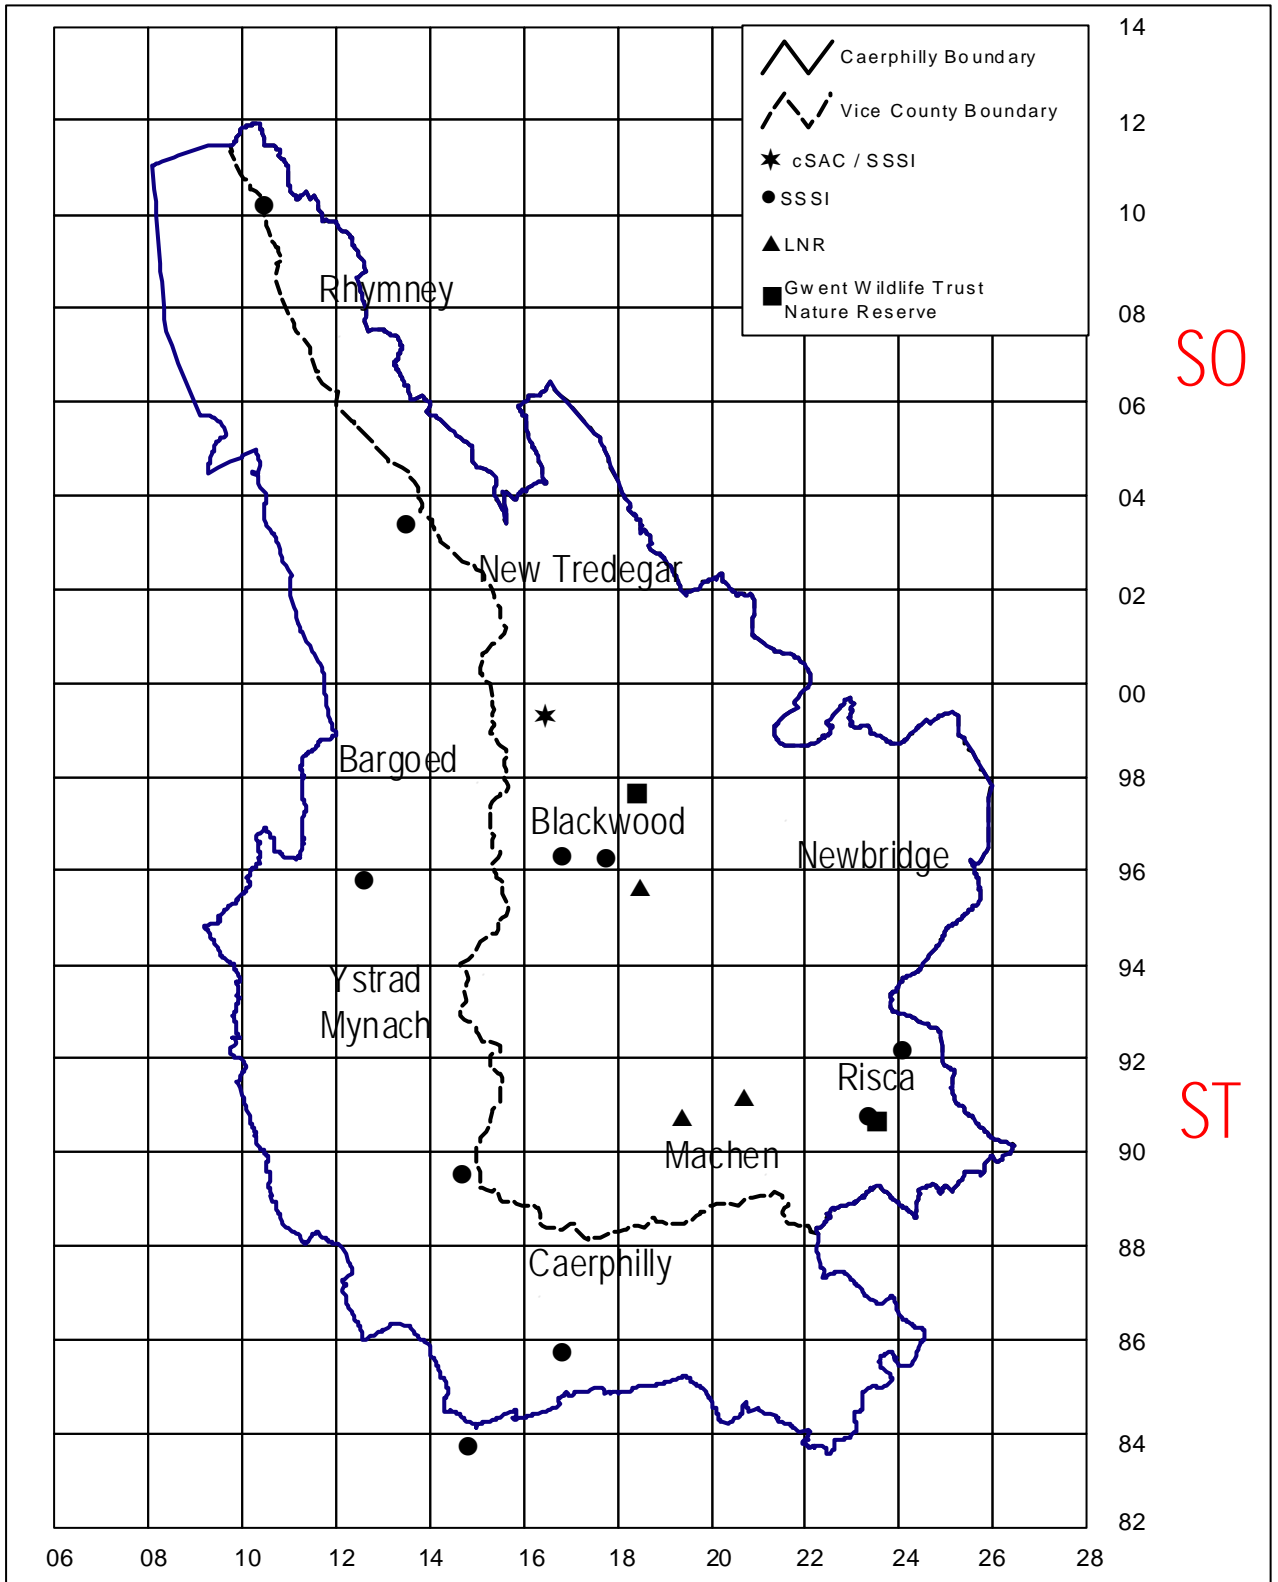 14
Caerphilly Boundary
Vice County Boundary
12
cSAC / SSSI
SSSI
10
LNR
Gwent Wildlife Trust
Nature Reserve
Rhymney
08
SO
06
04
New Tredegar
02
00
Bargoed
98
Blackwood
Newbridge
96
94
Ystrad
Mynach
92
Risca
ST
Machen
90
88
Caerphilly
86
84
82
06 08 10 12 14 16 18 20 22 24 26 28